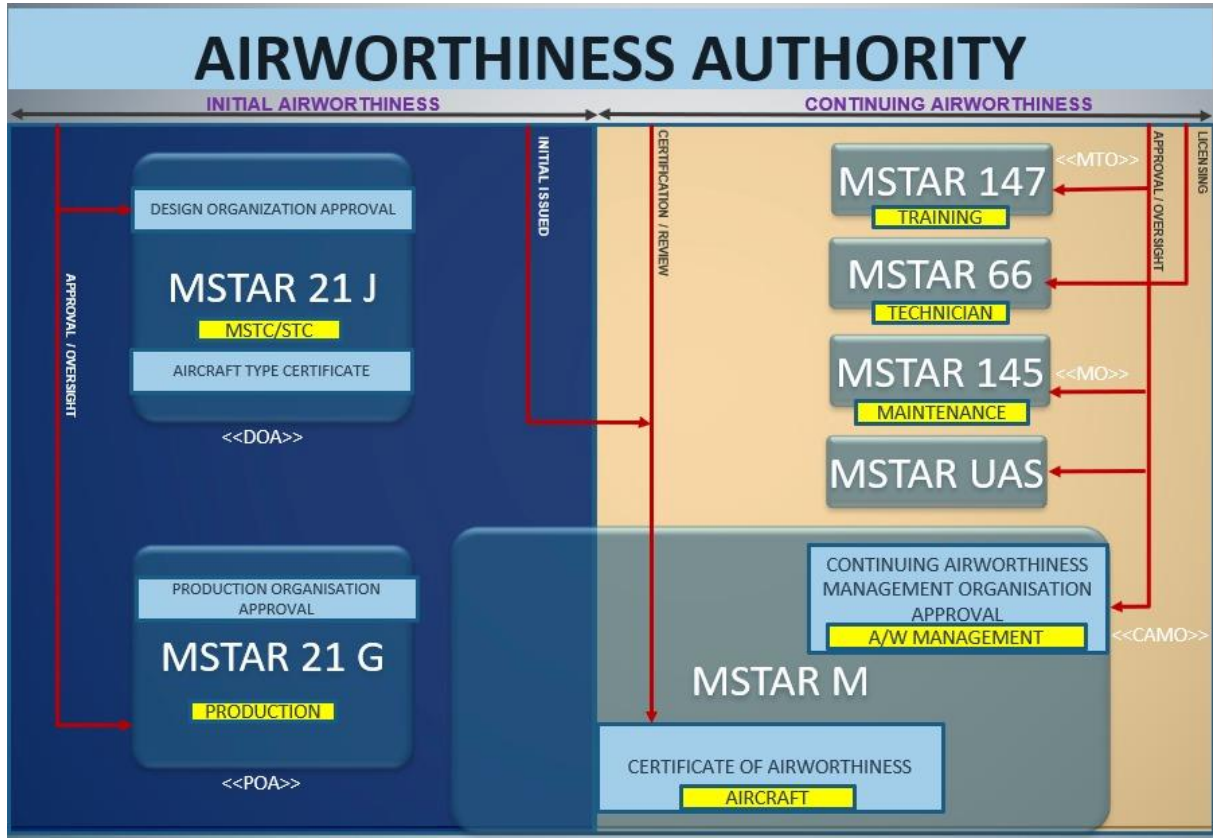 AIRWORTHINESS AUTHORITY
INITIAL AIRWORTHINESS
CONTINUING AIRWORTHINESS
APPROVAL / OVERSIGHT
DESIGN ORGANIZATION APPROVAL
MSTAR 21 J
MSTC/STC
AIRCRAFT TYPE CERTIFICATE
<<DOA>>
PRODUCTION ORGANISATION
APPROVAL
MSTAR 21 G
PRODUCTION
<<POA>>
INITIAL ISSUED
CERTIFICATION / REVIEW
MSTAR 147
TRAINING
<<MTO>>
MSTAR 66
TECHNICIAN
MSTAR 145
MAINTENANCE
<<MO>>
MSTAR UAS
APPROVAL / OVERSIGHT
LICENSING
CONTINUING AIRWORTHINESS
MANAGEMENT ORGANISATION
APPROVAL
A/W MANAGEMENT
<<CAMO>>
MSTAR M
CERTIFICATE OF AIRWORTHINESS
AIRCRAFT